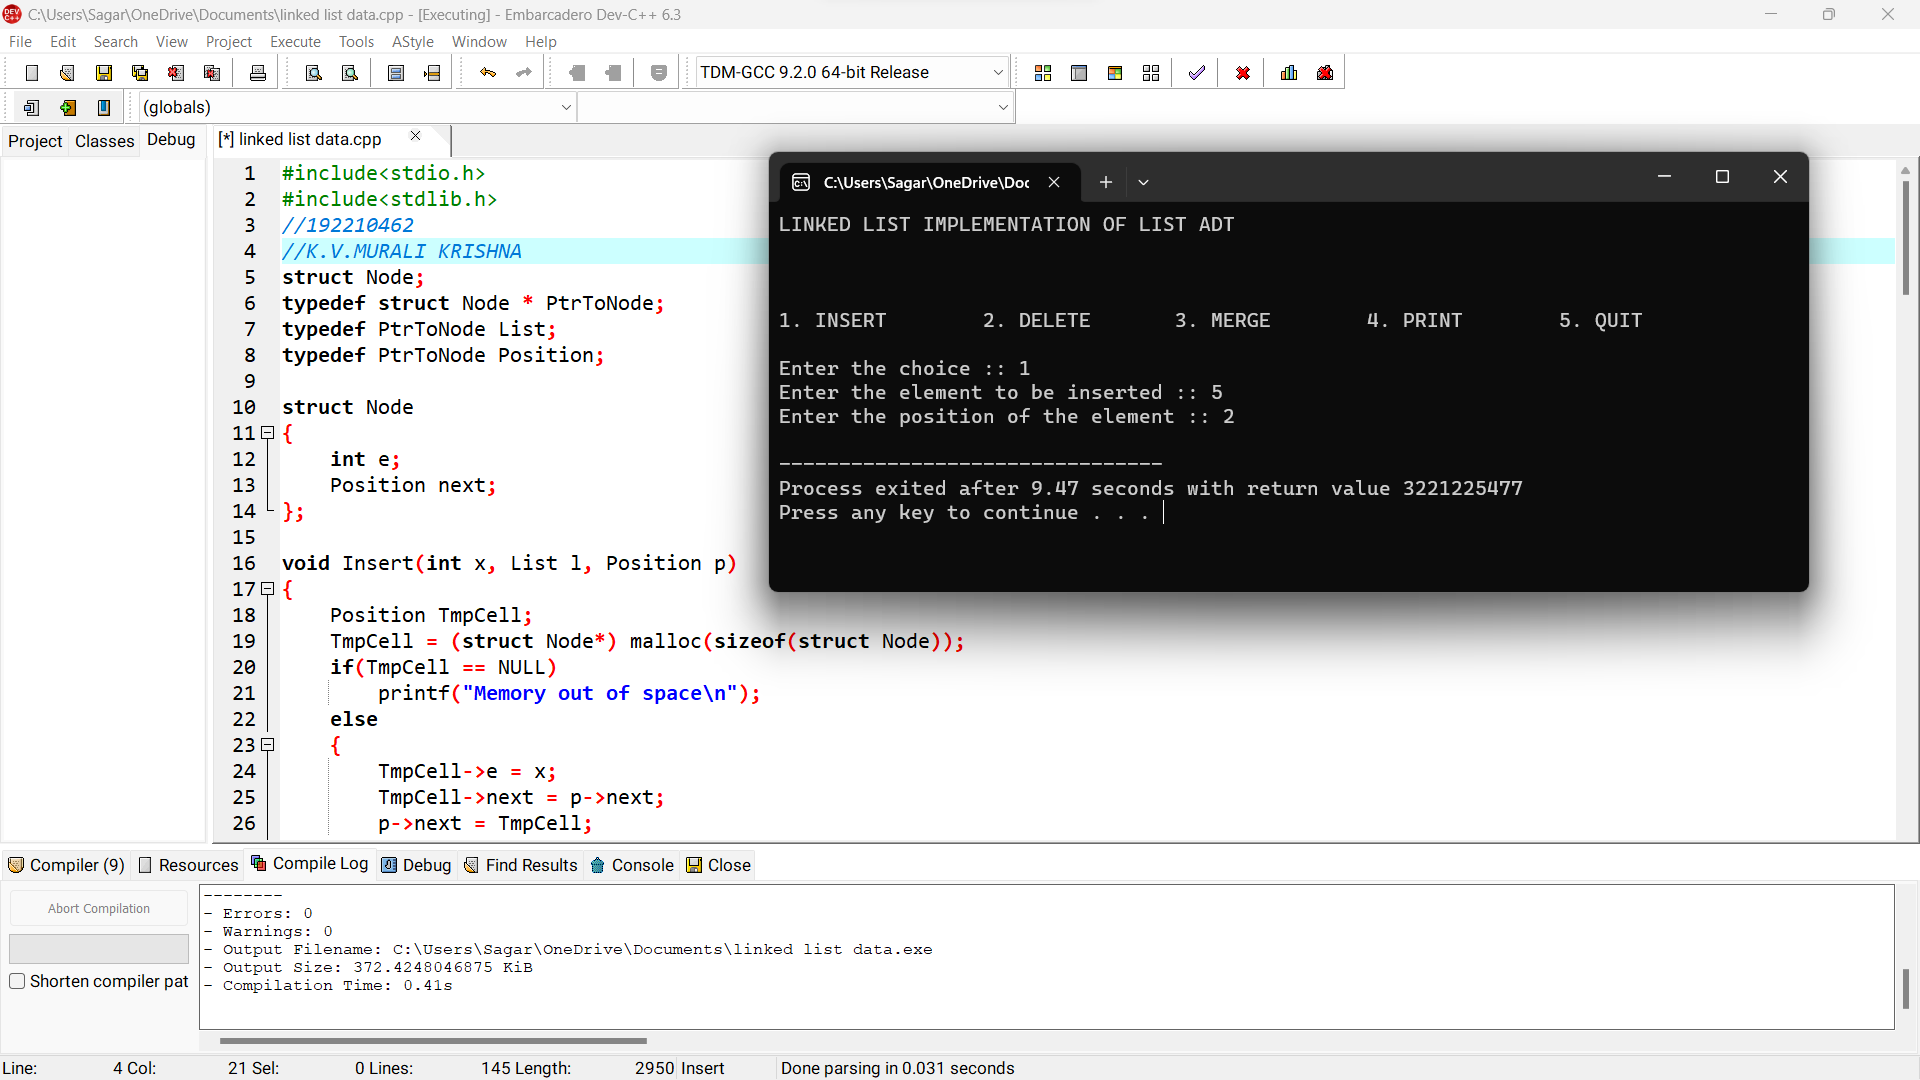 C:\Users\Sagar\OneDrive\Documents\linked list data.cpp - [Executing] - Embarcadero Dev-C++ 6.3
File Edit Search View Project Execute Tools AStyle Window Help
TDM-GCC 9.2.0 64-bit Release
(globals)
Project Classes Debug
[*] linked list data.cpp
1 #include<stdio.h>
2 #include<stdlib.h>
3 //192210462
4 //K.V.MURALI KRISHNA
5 struct Node;
6 typedef struct Node * PtrToNode;
7 typedef PtrToNode List;
8 typedef PtrToNode Position;
9
10 struct Node
11 {
12 int e;
13 Position next;
14 };
15
16 void Insert(int x, List l, Position p)
17 {
18 Position TmpCell;
19 TmpCell = (struct Node*) malloc(sizeof(struct Node));
20 if(TmpCell == NULL)
21 printf("Memory out of space\n");
22 else
23 {
24 TmpCell->e = x;
25 TmpCell->next = p->next;
26 p->next = TmpCell;
C:\Users\Sagar\OneDrive\Doc
LINKED LIST IMPLEMENTATION OF LIST ADT
1. INSERT 2. DELETE 3. MERGE 4. PRINT 5. QUIT
Enter the choice :: 1
Enter the element to be inserted :: 5
Enter the position of the element :: 2
--------------------------------
Process exited after 9.47 seconds with return value 3221225477
Press any key to continue . . .
Compiler (9) Resources Compile Log Debug Find Results Console Close
Abort Compilation
Shorten compiler pat
--------
- Errors: 0
- Warnings: 0
- Output Filename: C:\Users\Sagar\OneDrive\Documents\linked list data.exe
- Output Size: 372.4248046875 KiB
- Compilation Time: 0.41s
Line: 4 Col: 21 Sel: 0 Lines: 145 Length: 2950 Insert Done parsing in 0.031 seconds